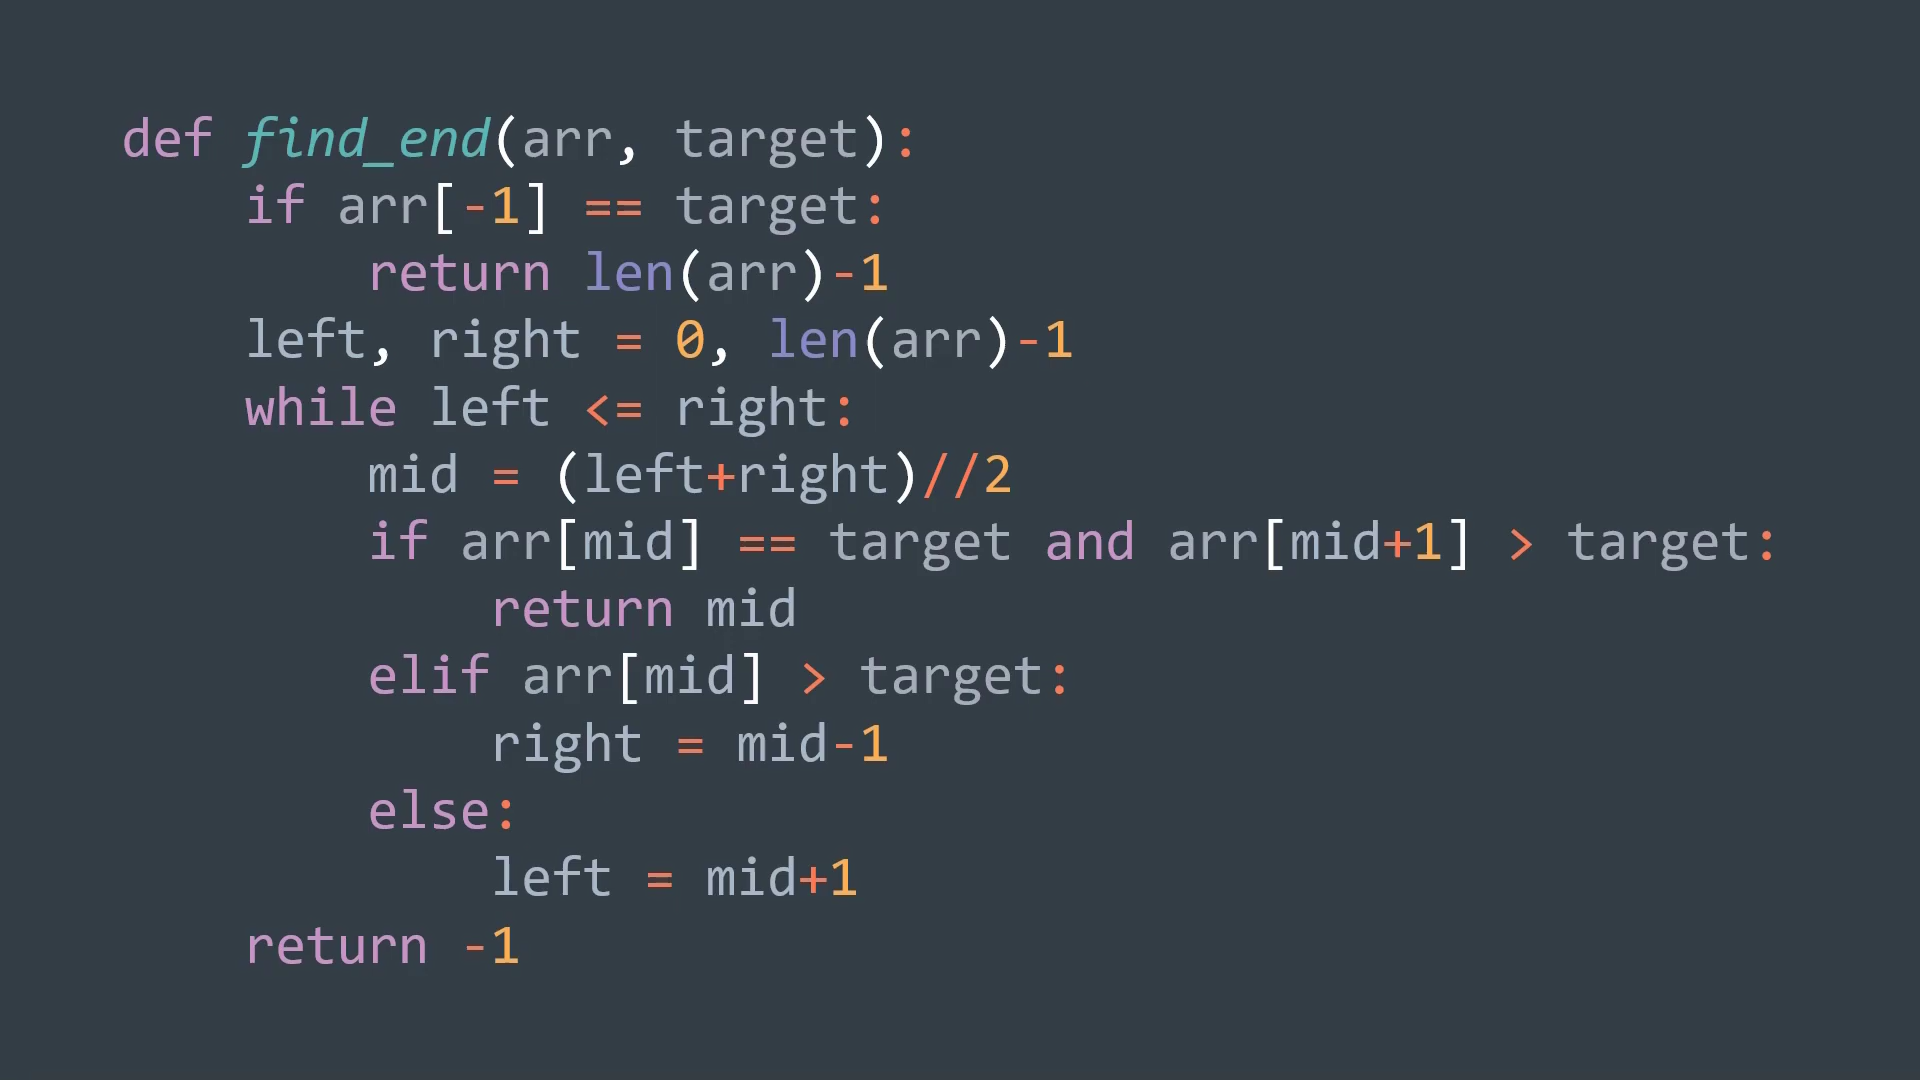 def find_end(arr, target):
    if arr[-1] == target:
        return len(arr)-1
    left, right = 0, len(arr)-1
    while left <= right:
        mid = (left+right)//2
        if arr[mid] == target and arr[mid+1] > target:
            return mid
        elif arr[mid] > target:
            right = mid-1
        else:
            left = mid+1
    return -1